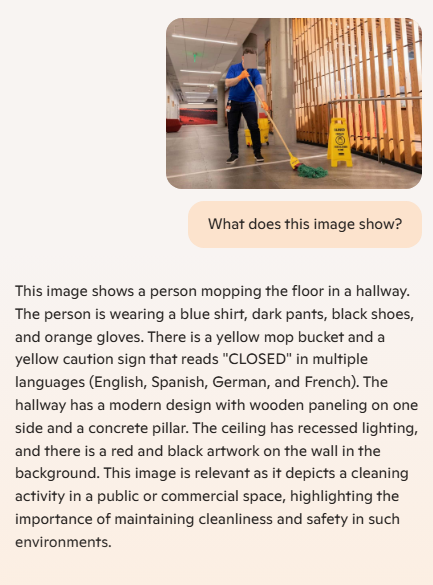 What does this image show?
This image shows a person mopping the floor in a hallway.
The person is wearing a blue shirt, dark pants, black shoes,
and orange gloves. There is a yellow mop bucket and a
yellow caution sign that reads "CLOSED" in multiple
languages (English, Spanish, German, and French). The
hallway has a modern design with wooden paneling on one
side and a concrete pillar. The ceiling has recessed lighting,
and there is a red and black artwork on the wall in the
background. This image is relevant as it depicts a cleaning
activity in a public or commercial space, highlighting the
importance of maintaining cleanliness and safety in such
environments.